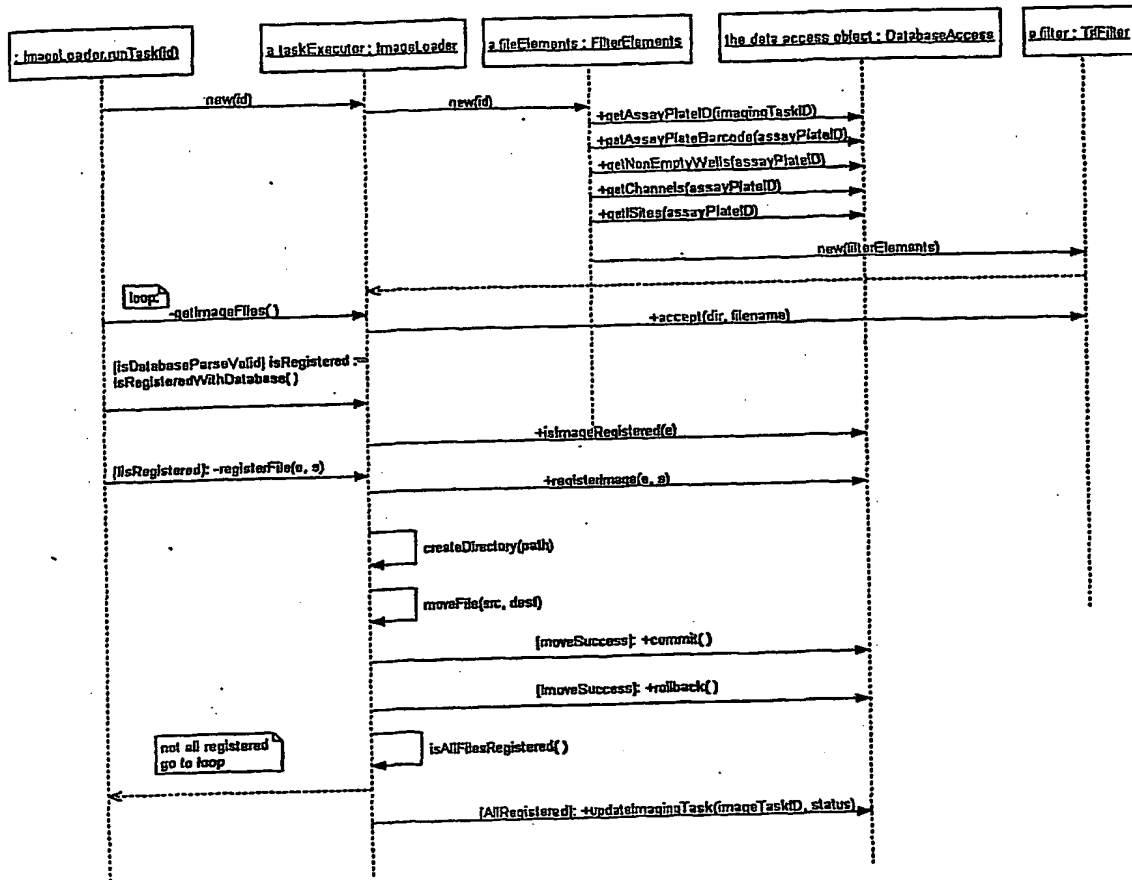 : ImageLoader.runTask(id)
a taskExecutor : ImageLoader
a fileElements : FilterElements
the data access object : DatabaseAccess
a filter : TifFilter
new(id)
new(id)
+getAssayPlateID(imagingTaskID)
+getAssayPlateBarcode(assayPlateID)
+getNonEmptyWells(assayPlateID)
+getChannels(assayPlateID)
+getISites(assayPlateID)
new(filterElements)
loop:
-getImageFiles()
+accept(dir, filename)
[isDatabaseParseValid] isRegistered :=
isRegisteredWithDatabase()
+isImageRegistered(e)
[!isRegistered]: -registerFile(e, s)
+registerImage(e, s)
createDirectory(path)
moveFile(src, dest)
[moveSuccess]: +commit()
[!moveSuccess]: +rollback()
not all registered
go to loop
isAllFilesRegistered()
[AllRegistered]: +updateImagingTask(imageTaskID, status)